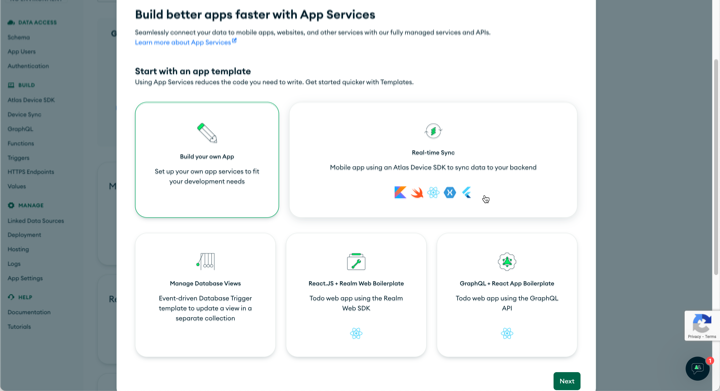 Build better apps faster with App Services
DATA ACCESS
Seamlessly connect your data to mobile apps, websites, and other services with our fully managed services and APIs.
Schema
Learn more about App Services
App Users
Authentication
Start with an app template
Using App Services reduces the code you need to write. Get started quicker with Templates.
BUILD
Atlas Device SDK
Device Sync
GraphQL
Functions
Triggers
HTTPS Endpoints
Values
Build your own App
Set up your own app services to fit
your development needs
Real-time Sync
Mobile app using an Atlas Device SDK to sync data to your backend
MANAGE
Linked Data Sources
Deployment
Hosting
Logs
App Settings
Manage Database Views
Event-driven Database Trigger
template to update a view in a
separate collection
React.JS + Realm Web Boilerplate
Todo web app using the Realm
Web SDK
GraphQL + React App Boilerplate
Todo web app using the GraphQL
API
HELP
Documentation
Tutorials
Privacy - Terms
1
Next